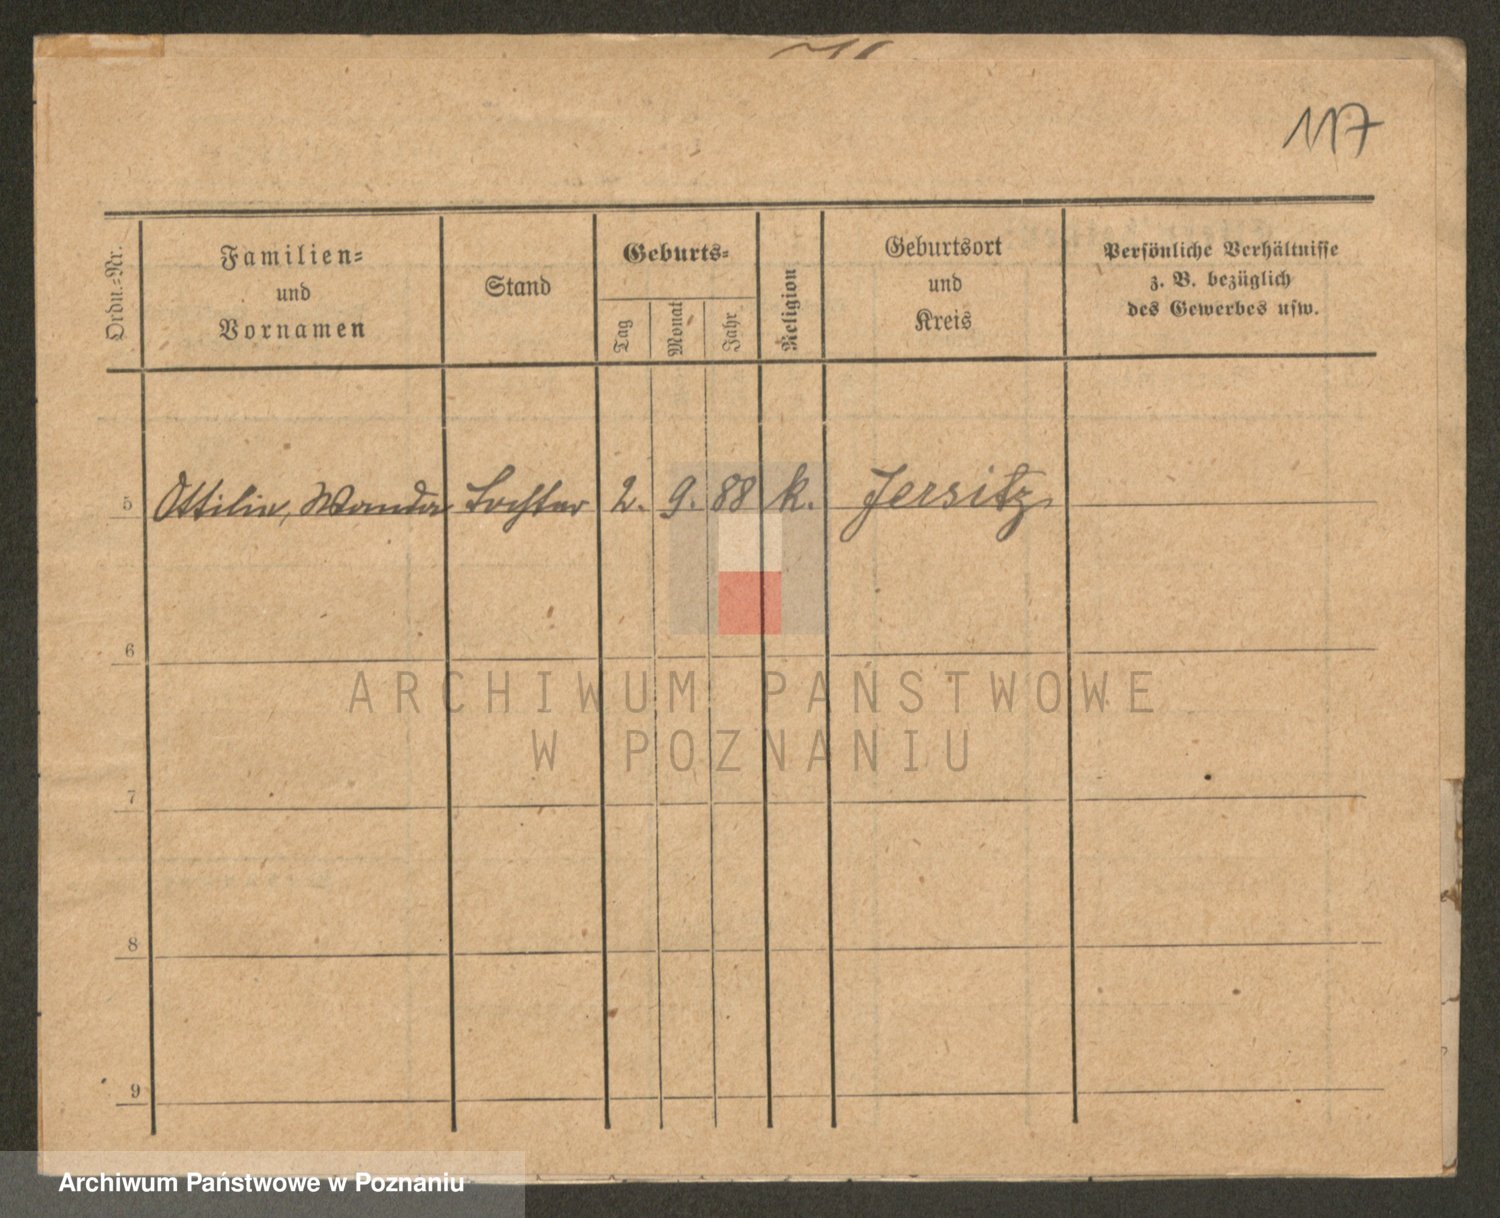 117
Ordn.-Nr.
Familien-
und
Vornamen
Stand
Geburts-
Tag
Monat
Jahr
Religion
Geburtsort
und
Kreis
Persönliche Verhältnisse
z. B. bezüglich
des Gewerbes usw.
5 Ottilie, Wanda Tochter 2. 9. 88 k. Jersitz
6
ARCHIWUM PAŃSTWOWE
W POZNANIU
7
8
9
Archiwum Państwowe w Poznaniu